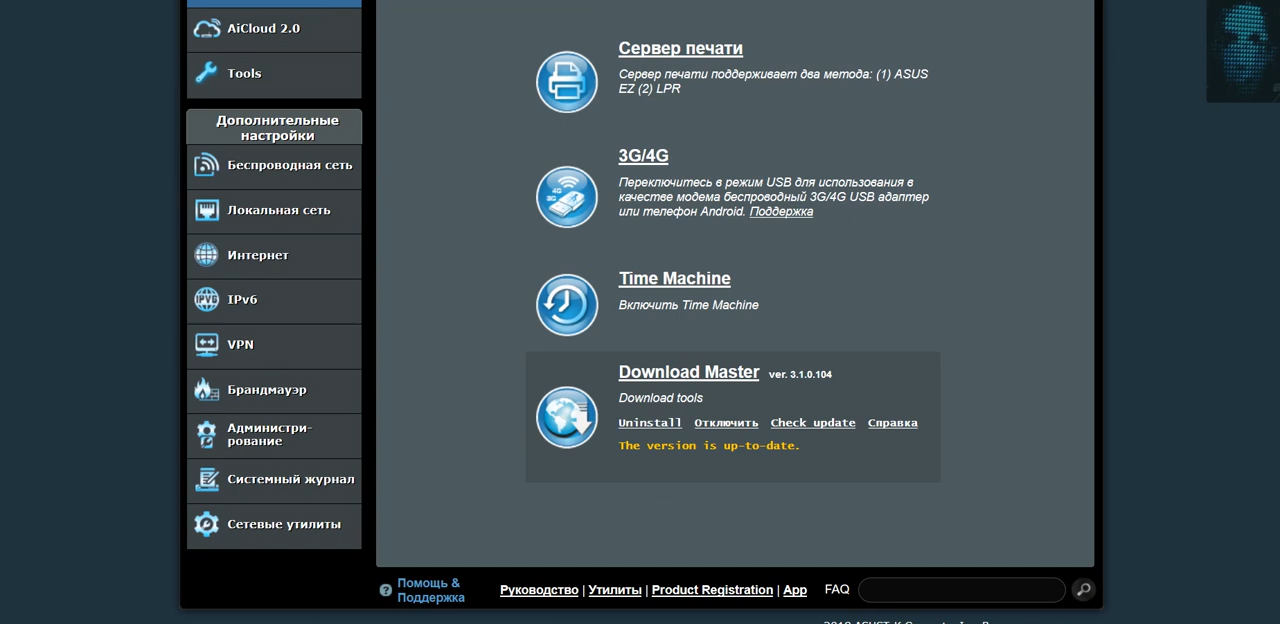 AiCloud 2.0
Tools
Дополнительные
настройки
Беспроводная сеть
Локальная сеть
Интернет
IPv6
VPN
Брандмауэр
Администри-
рование
Системный журнал
Сетевые утилиты
Сервер печати
Сервер печати поддерживает два метода: (1) ASUS
EZ (2) LPR
3G/4G
Переключитесь в режим USB для использования в
качестве модема беспроводный 3G/4G USB адаптер
или телефон Android. Поддержка
Time Machine
Включить Time Machine
Download Master ver. 3.1.0.104
Download tools
Uninstall Отключить Check update Справка
The version is up-to-date.
Помощь &
Поддержка
Руководство | Утилиты | Product Registration | App FAQ